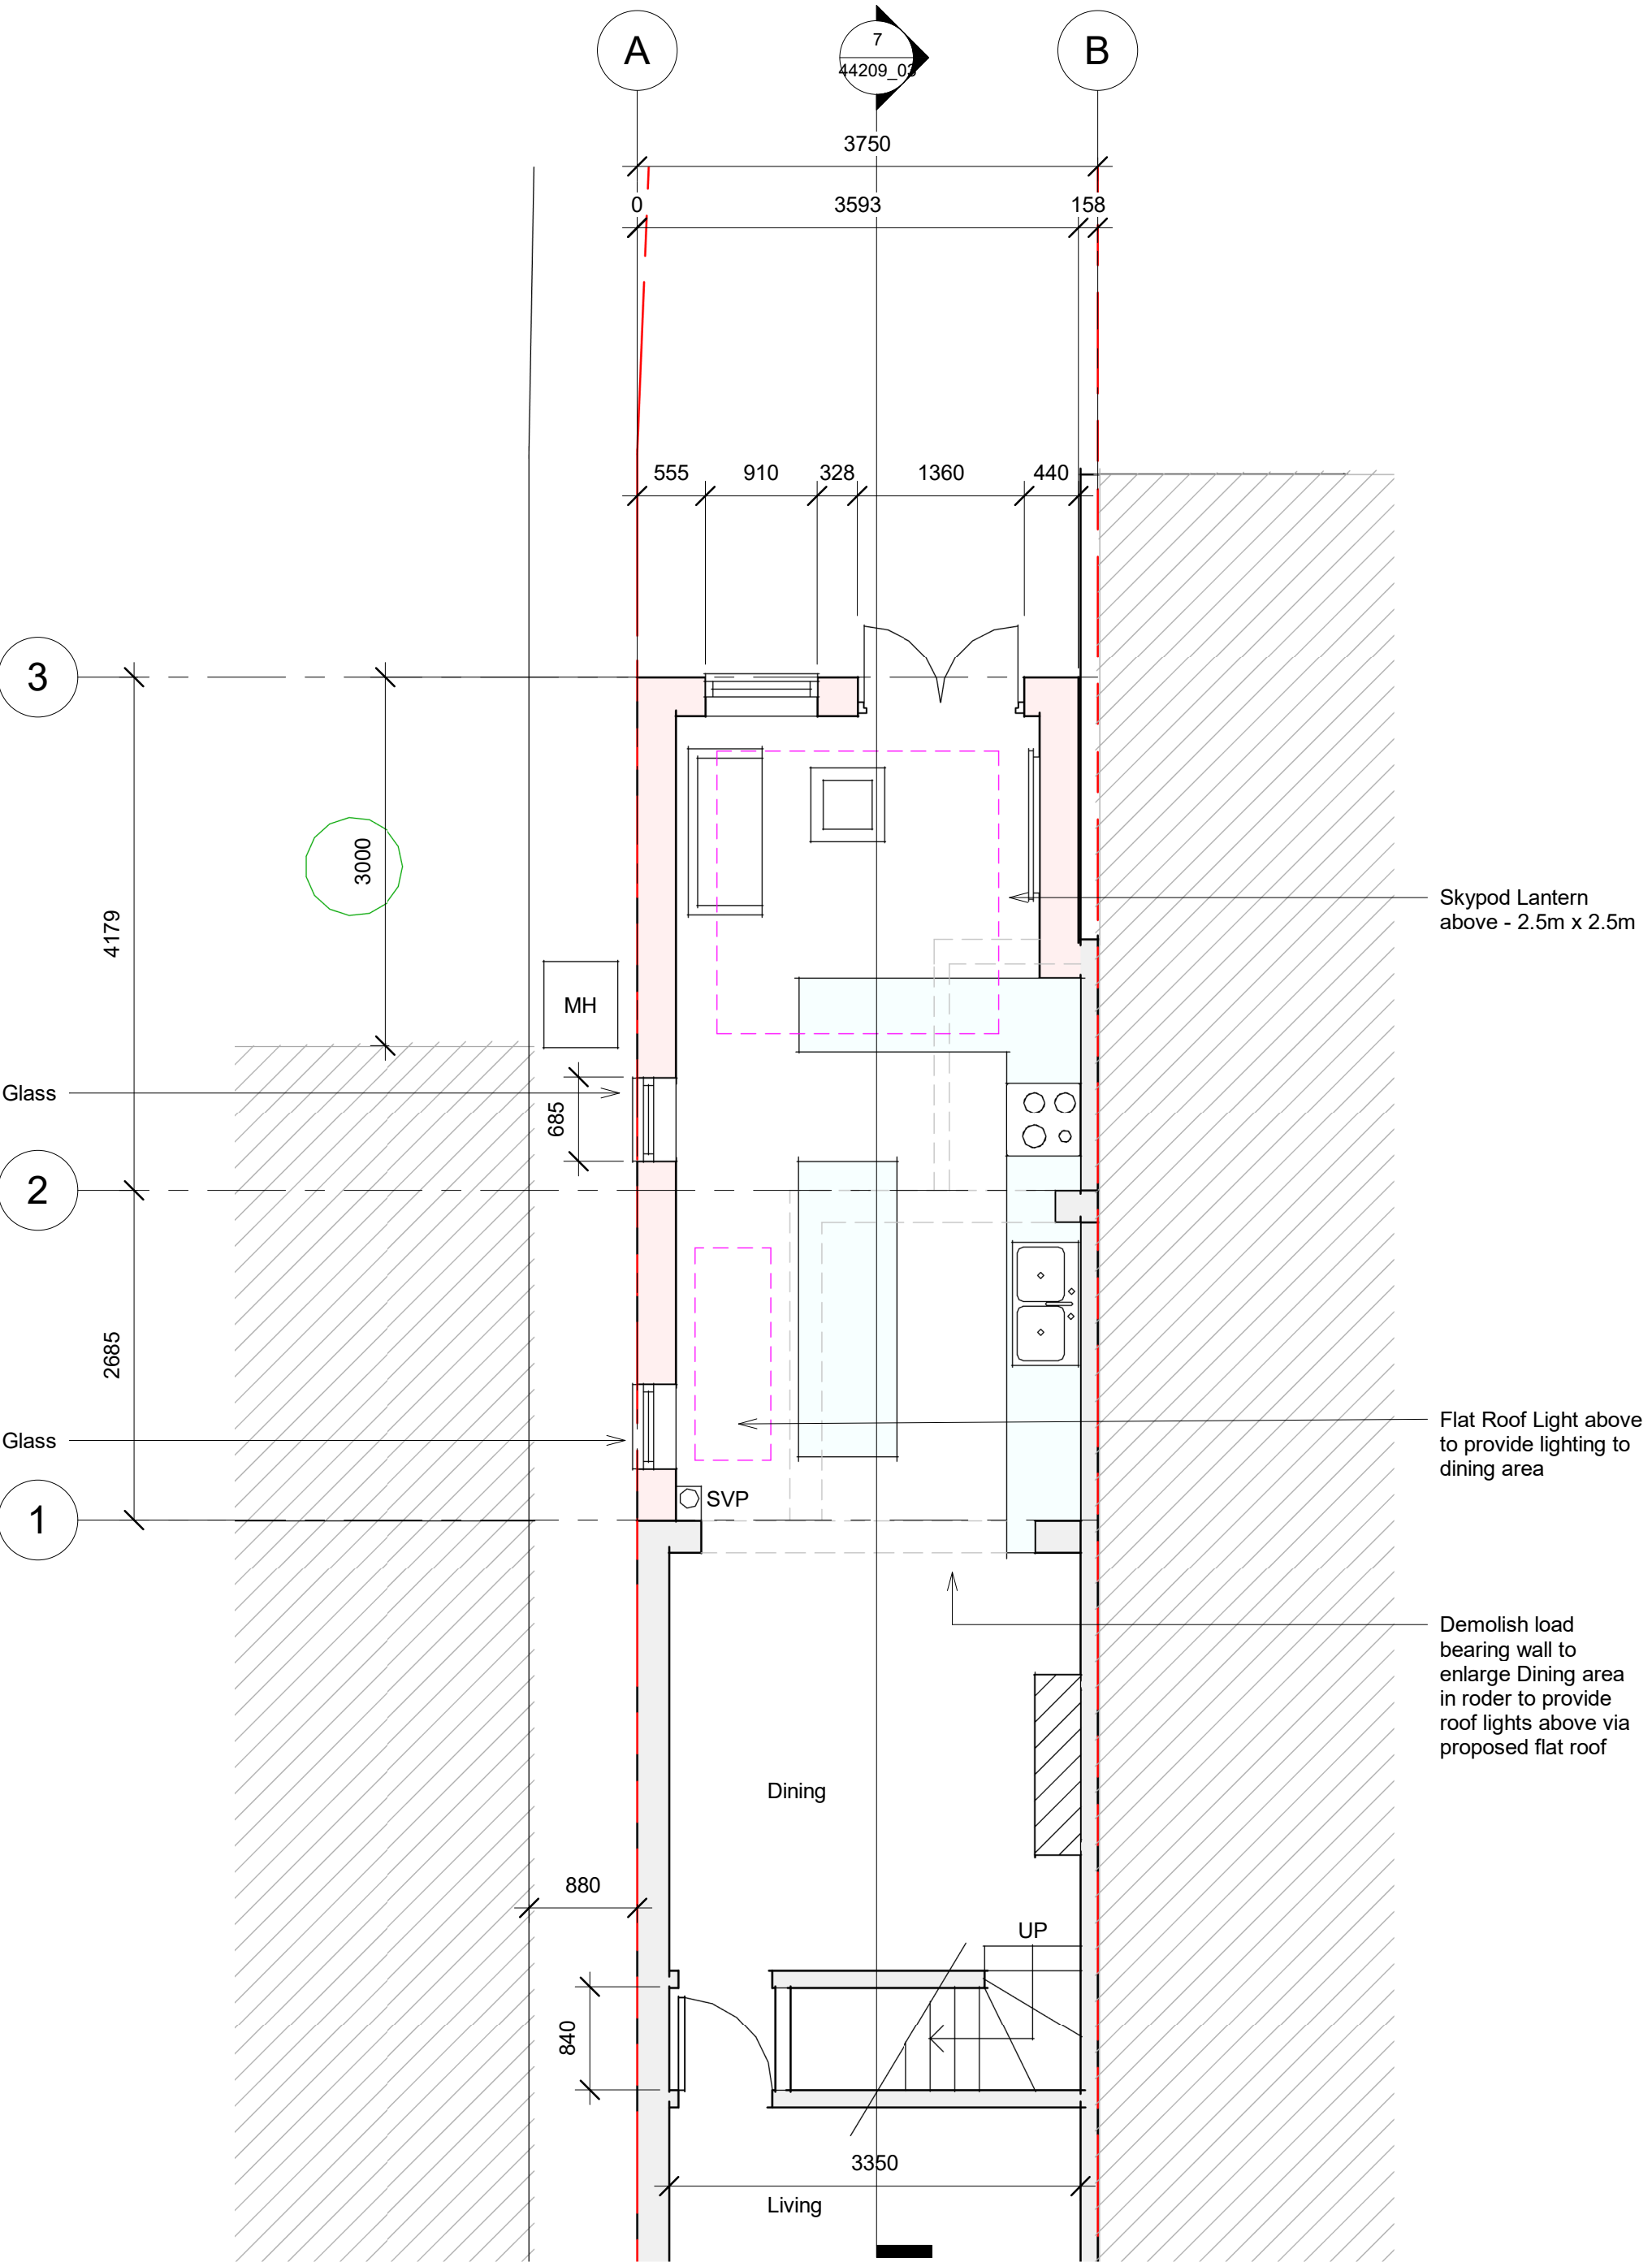 A
7
44209_03
B
3750
0
3593
158
555
910
328
1360
440
3
3000
4179
Skypod Lantern
above - 2.5m x 2.5m
MH
Glass
685
2
2685
Flat Roof Light above
to provide lighting to
dining area
Glass
SVP
1
Demolish load
bearing wall to
enlarge Dining area
in roder to provide
roof lights above via
proposed flat roof
Dining
880
UP
840
3350
Living